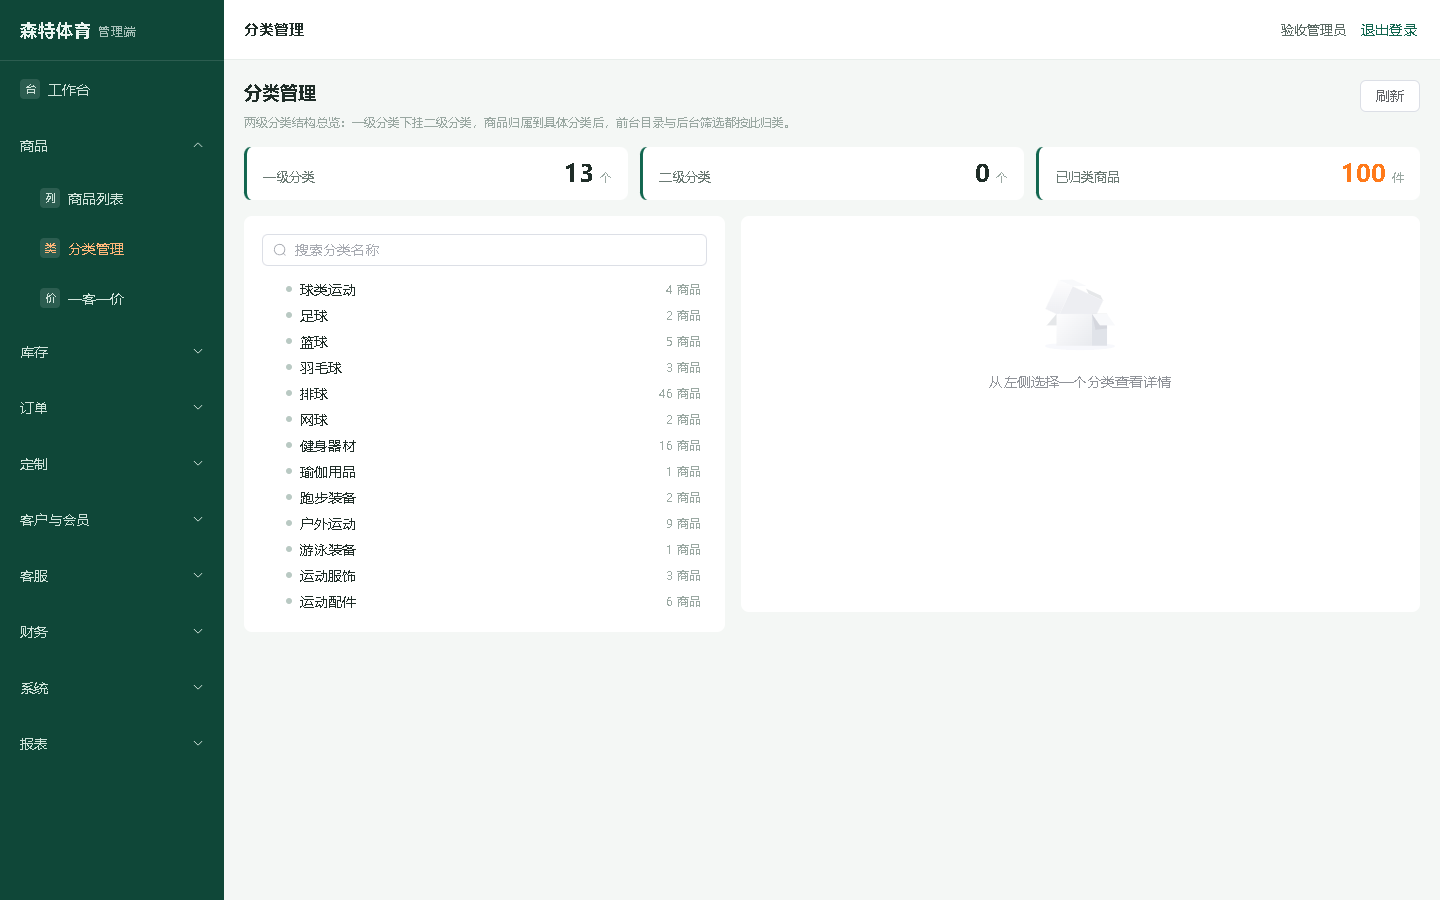 森特体育 管理端
分类管理
验收管理员 退出登录
台 工作台
商品
列 商品列表
类 分类管理
价 一客一价
库存
订单
定制
客户与会员
客服
财务
系统
报表
分类管理
刷新
两级分类结构总览：一级分类下挂二级分类，商品归属到具体分类后，前台目录与后台筛选都按此归类。
一级分类 13 个
二级分类 0 个
已归类商品 100 件
搜索分类名称
球类运动 4 商品
足球 2 商品
篮球 5 商品
羽毛球 3 商品
排球 46 商品
网球 2 商品
健身器材 16 商品
瑜伽用品 1 商品
跑步装备 2 商品
户外运动 9 商品
游泳装备 1 商品
运动服饰 3 商品
运动配件 6 商品
从左侧选择一个分类查看详情